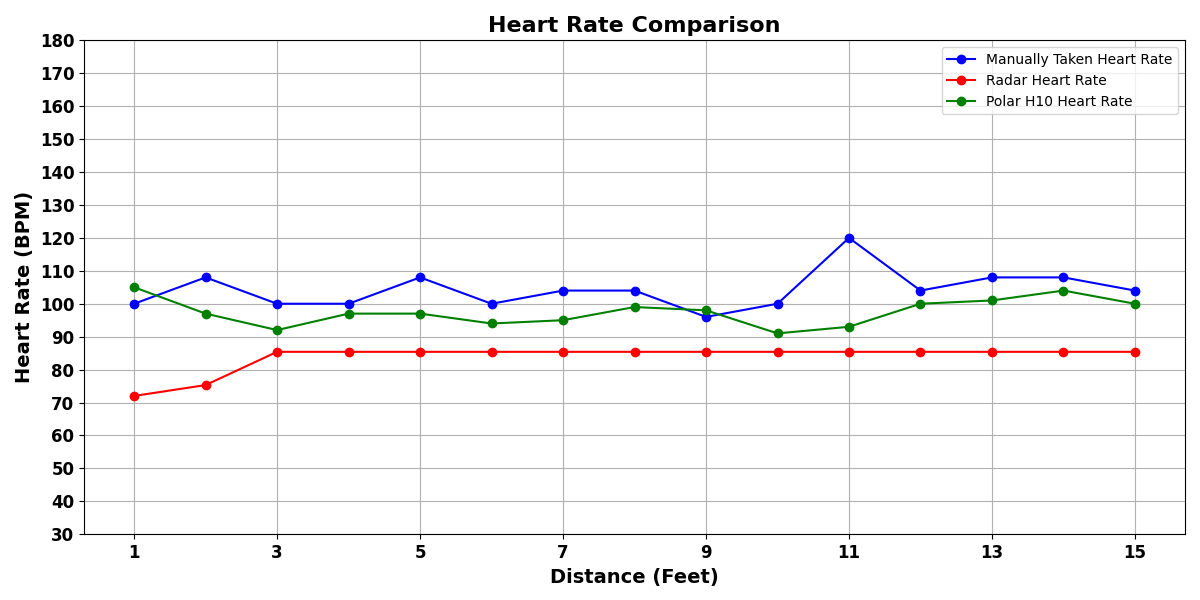 Heart Rate Comparison
Manually Taken Heart Rate
Radar Heart Rate
Polar H10 Heart Rate
Heart Rate (BPM)
180
170
160
150
140
130
120
110
100
90
80
70
60
50
40
30
1 3 5 7 9 11 13 15
Distance (Feet)